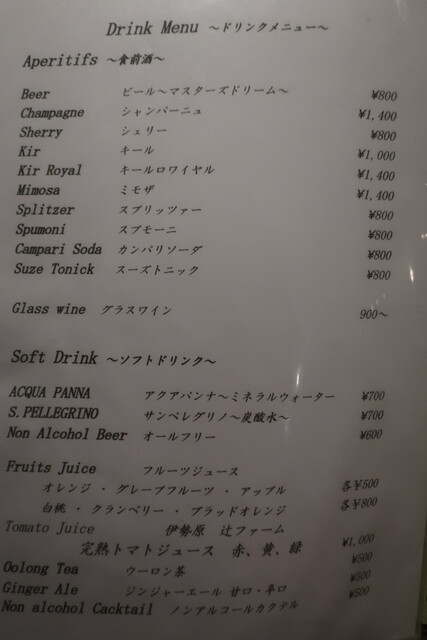 Drink Menu ~ドリンクメニュー~
Aperitifs ~食前酒~
Beer ビール~マスターズドリーム~ ¥800
Champagne シャンパーニュ ¥1,400
Sherry シェリー ¥800
Kir キール ¥1,000
Kir Royal キールロワイヤル ¥1,400
Mimosa ミモザ ¥1,400
Splitzer スプリッツァー ¥800
Spumoni スプモーニ ¥800
Campari Soda カンパリソーダ ¥800
Suze Tonick スーズトニック ¥800
Glass wine グラスワイン 900~
Soft Drink ~ソフトドリンク~
ACQUA PANNA アクアパンナ~ミネラルウォーター ¥700
S.PELLEGRINO サンペレグリノ~炭酸水~ ¥700
Non Alcohol Beer オールフリー ¥600
Fruits Juice フルーツジュース
オレンジ ・ グレープフルーツ ・ アップル 各¥500
白桃 ・ クランベリー ・ ブラッドオレンジ 各¥800
Tomato Juice 伊勢原 辻ファーム
完熟トマトジュース 赤、黄、緑 ¥1,000
Oolong Tea ウーロン茶 ¥500
Ginger Ale ジンジャーエール 甘口・辛口 ¥500
Non alcohol Cacktail ノンアルコールカクテル ¥500